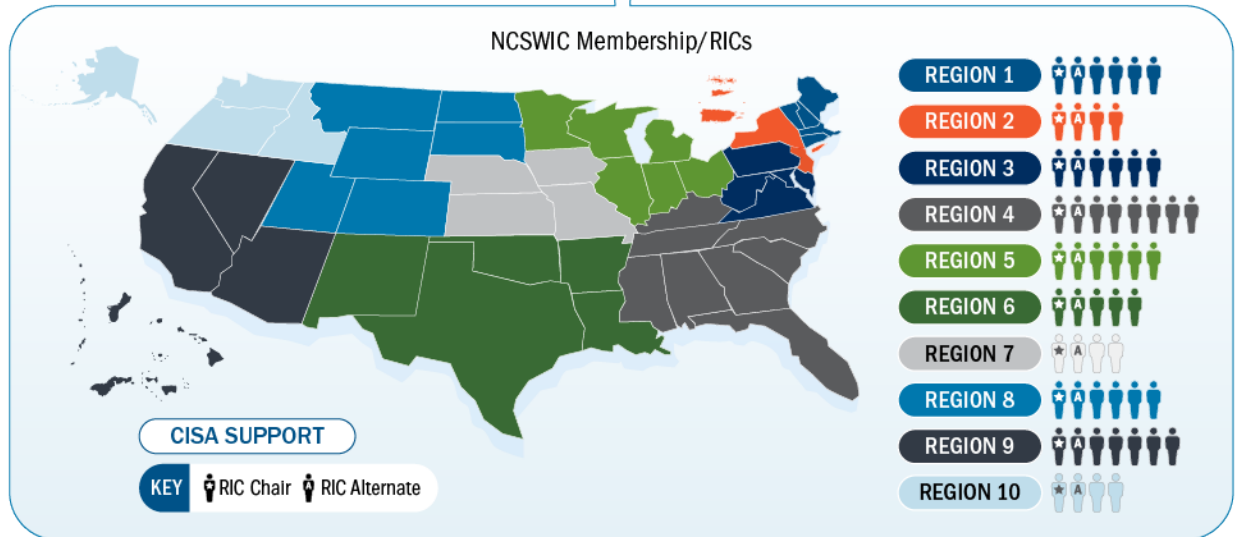 NCSWIC Membership/RICs
REGION 1
A
REGION 2
A
REGION 3
A
REGION 4
A
REGION 5
A
REGION 6
A
REGION 7
A
REGION 8
A
REGION 9
A
REGION 10
A
CISA SUPPORT
KEY RIC Chair A RIC Alternate